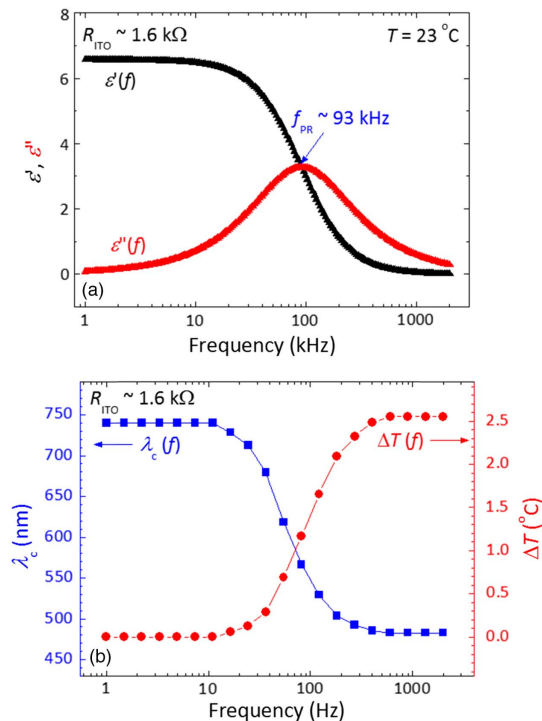 R_ITO ~ 1.6 kΩ
T = 23 °C
ε'(f)
f_PR ~ 93 kHz
ε', ε"
ε"(f)
6
4
2
0
(a)
1 10 100 1000
Frequency (kHz)
R_ITO ~ 1.6 kΩ
λ_c (f)
ΔT (f)
λ_c (nm)
750
700
650
600
550
500
450
ΔT (°C)
2.5
2.0
1.5
1.0
0.5
0.0
(b)
1 10 100 1000
Frequency (Hz)